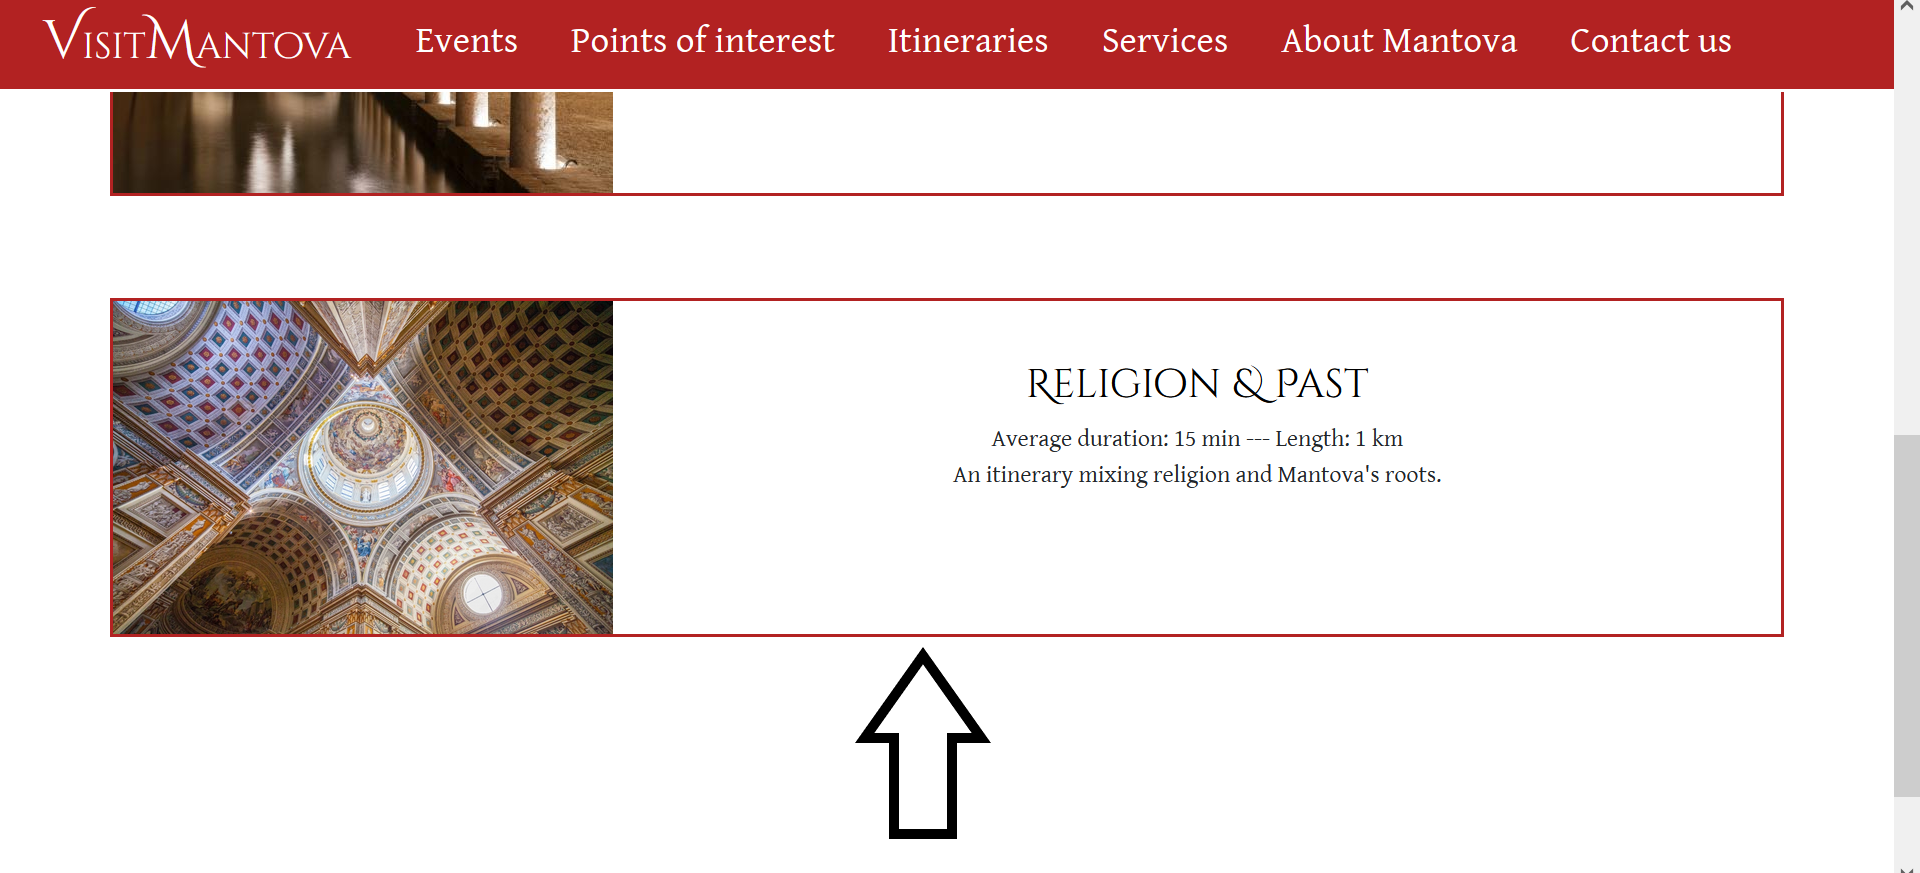 VisitMantova Events Points of interest Itineraries Services About Mantova Contact us
Religion & Past
Average duration: 15 min --- Length: 1 km
An itinerary mixing religion and Mantova's roots.